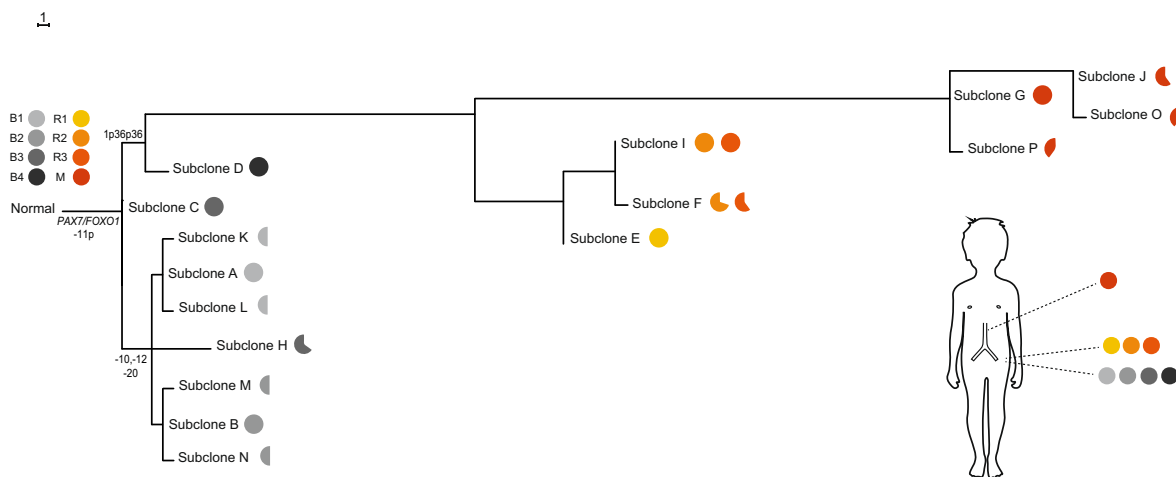 1
Subclone J
Subclone G
B1 R1
Subclone O
B2 R2
1p36p36
Subclone I
B3 R3
Subclone P
Subclone D
B4 M
Subclone F
Normal
Subclone C
PAX7/FOXO1
-11p
Subclone K
Subclone E
Subclone A
Subclone L
Subclone H
-10,-12
-20
Subclone M
Subclone B
Subclone N